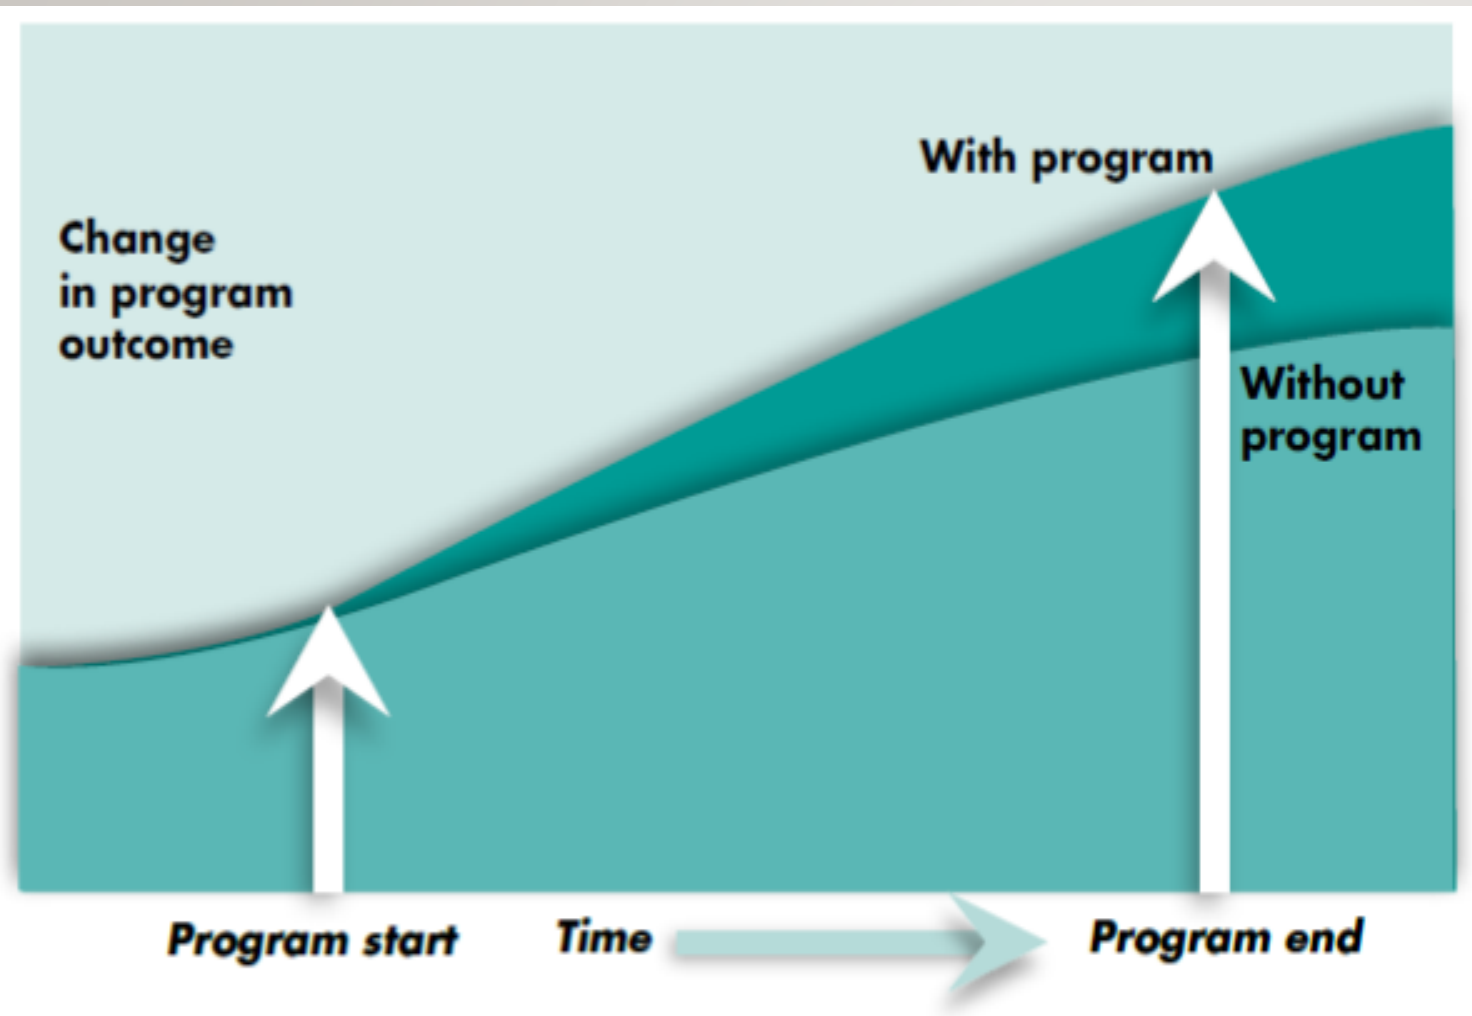 With program
Change
in program
outcome
Without
program
Program start
Time
Program end